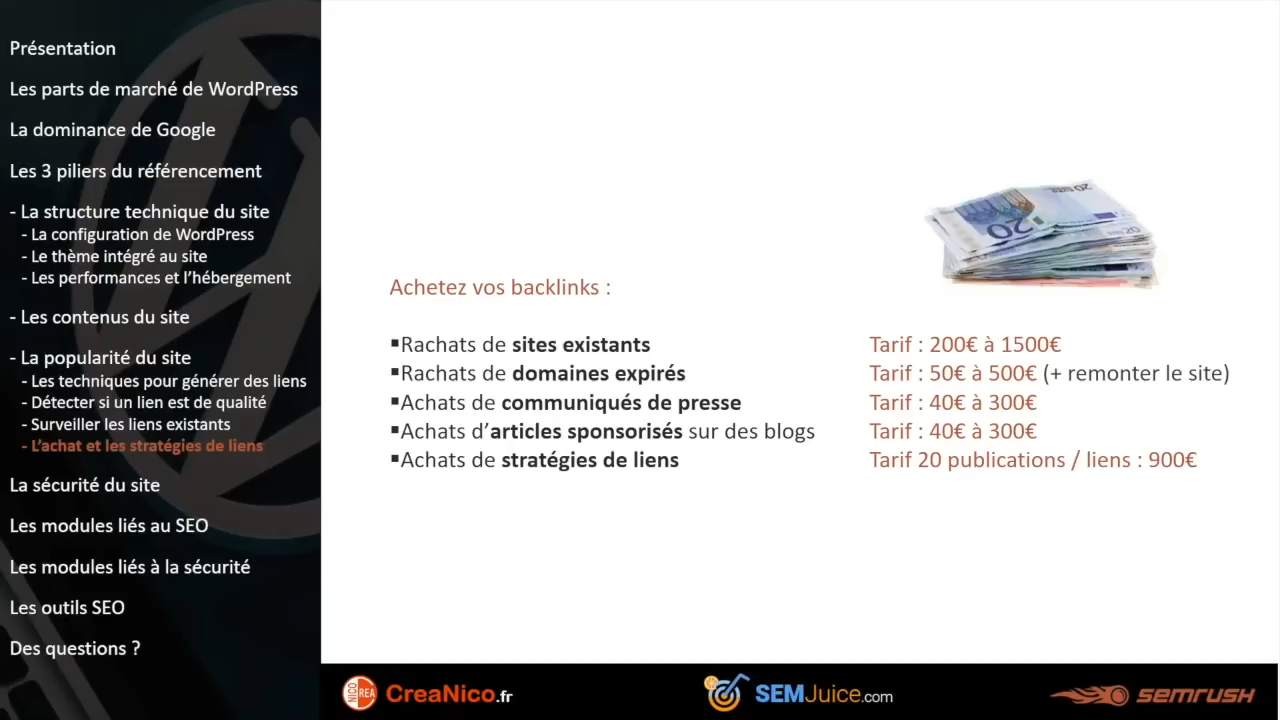 Présentation
Les parts de marché de WordPress
La dominance de Google
Les 3 piliers du référencement
- La structure technique du site
- La configuration de WordPress
- Le thème intégré au site
- Les performances et l’hébergement
- Les contenus du site
- La popularité du site
- Les techniques pour générer des liens
- Détecter si un lien est de qualité
- Surveiller les liens existants
- L’achat et les stratégies de liens
La sécurité du site
Les modules liés au SEO
Les modules liés à la sécurité
Les outils SEO
Des questions ?
Achetez vos backlinks :
▪Rachats de sites existants Tarif : 200€ à 1500€
▪Rachats de domaines expirés Tarif : 50€ à 500€ (+ remonter le site)
▪Achats de communiqués de presse Tarif : 40€ à 300€
▪Achats d’articles sponsorisés sur des blogs Tarif : 40€ à 300€
▪Achats de stratégies de liens Tarif 20 publications / liens : 900€
20 EURO
20
20
NICO CREA CreaNico.fr
SEMJuice.com
semrush